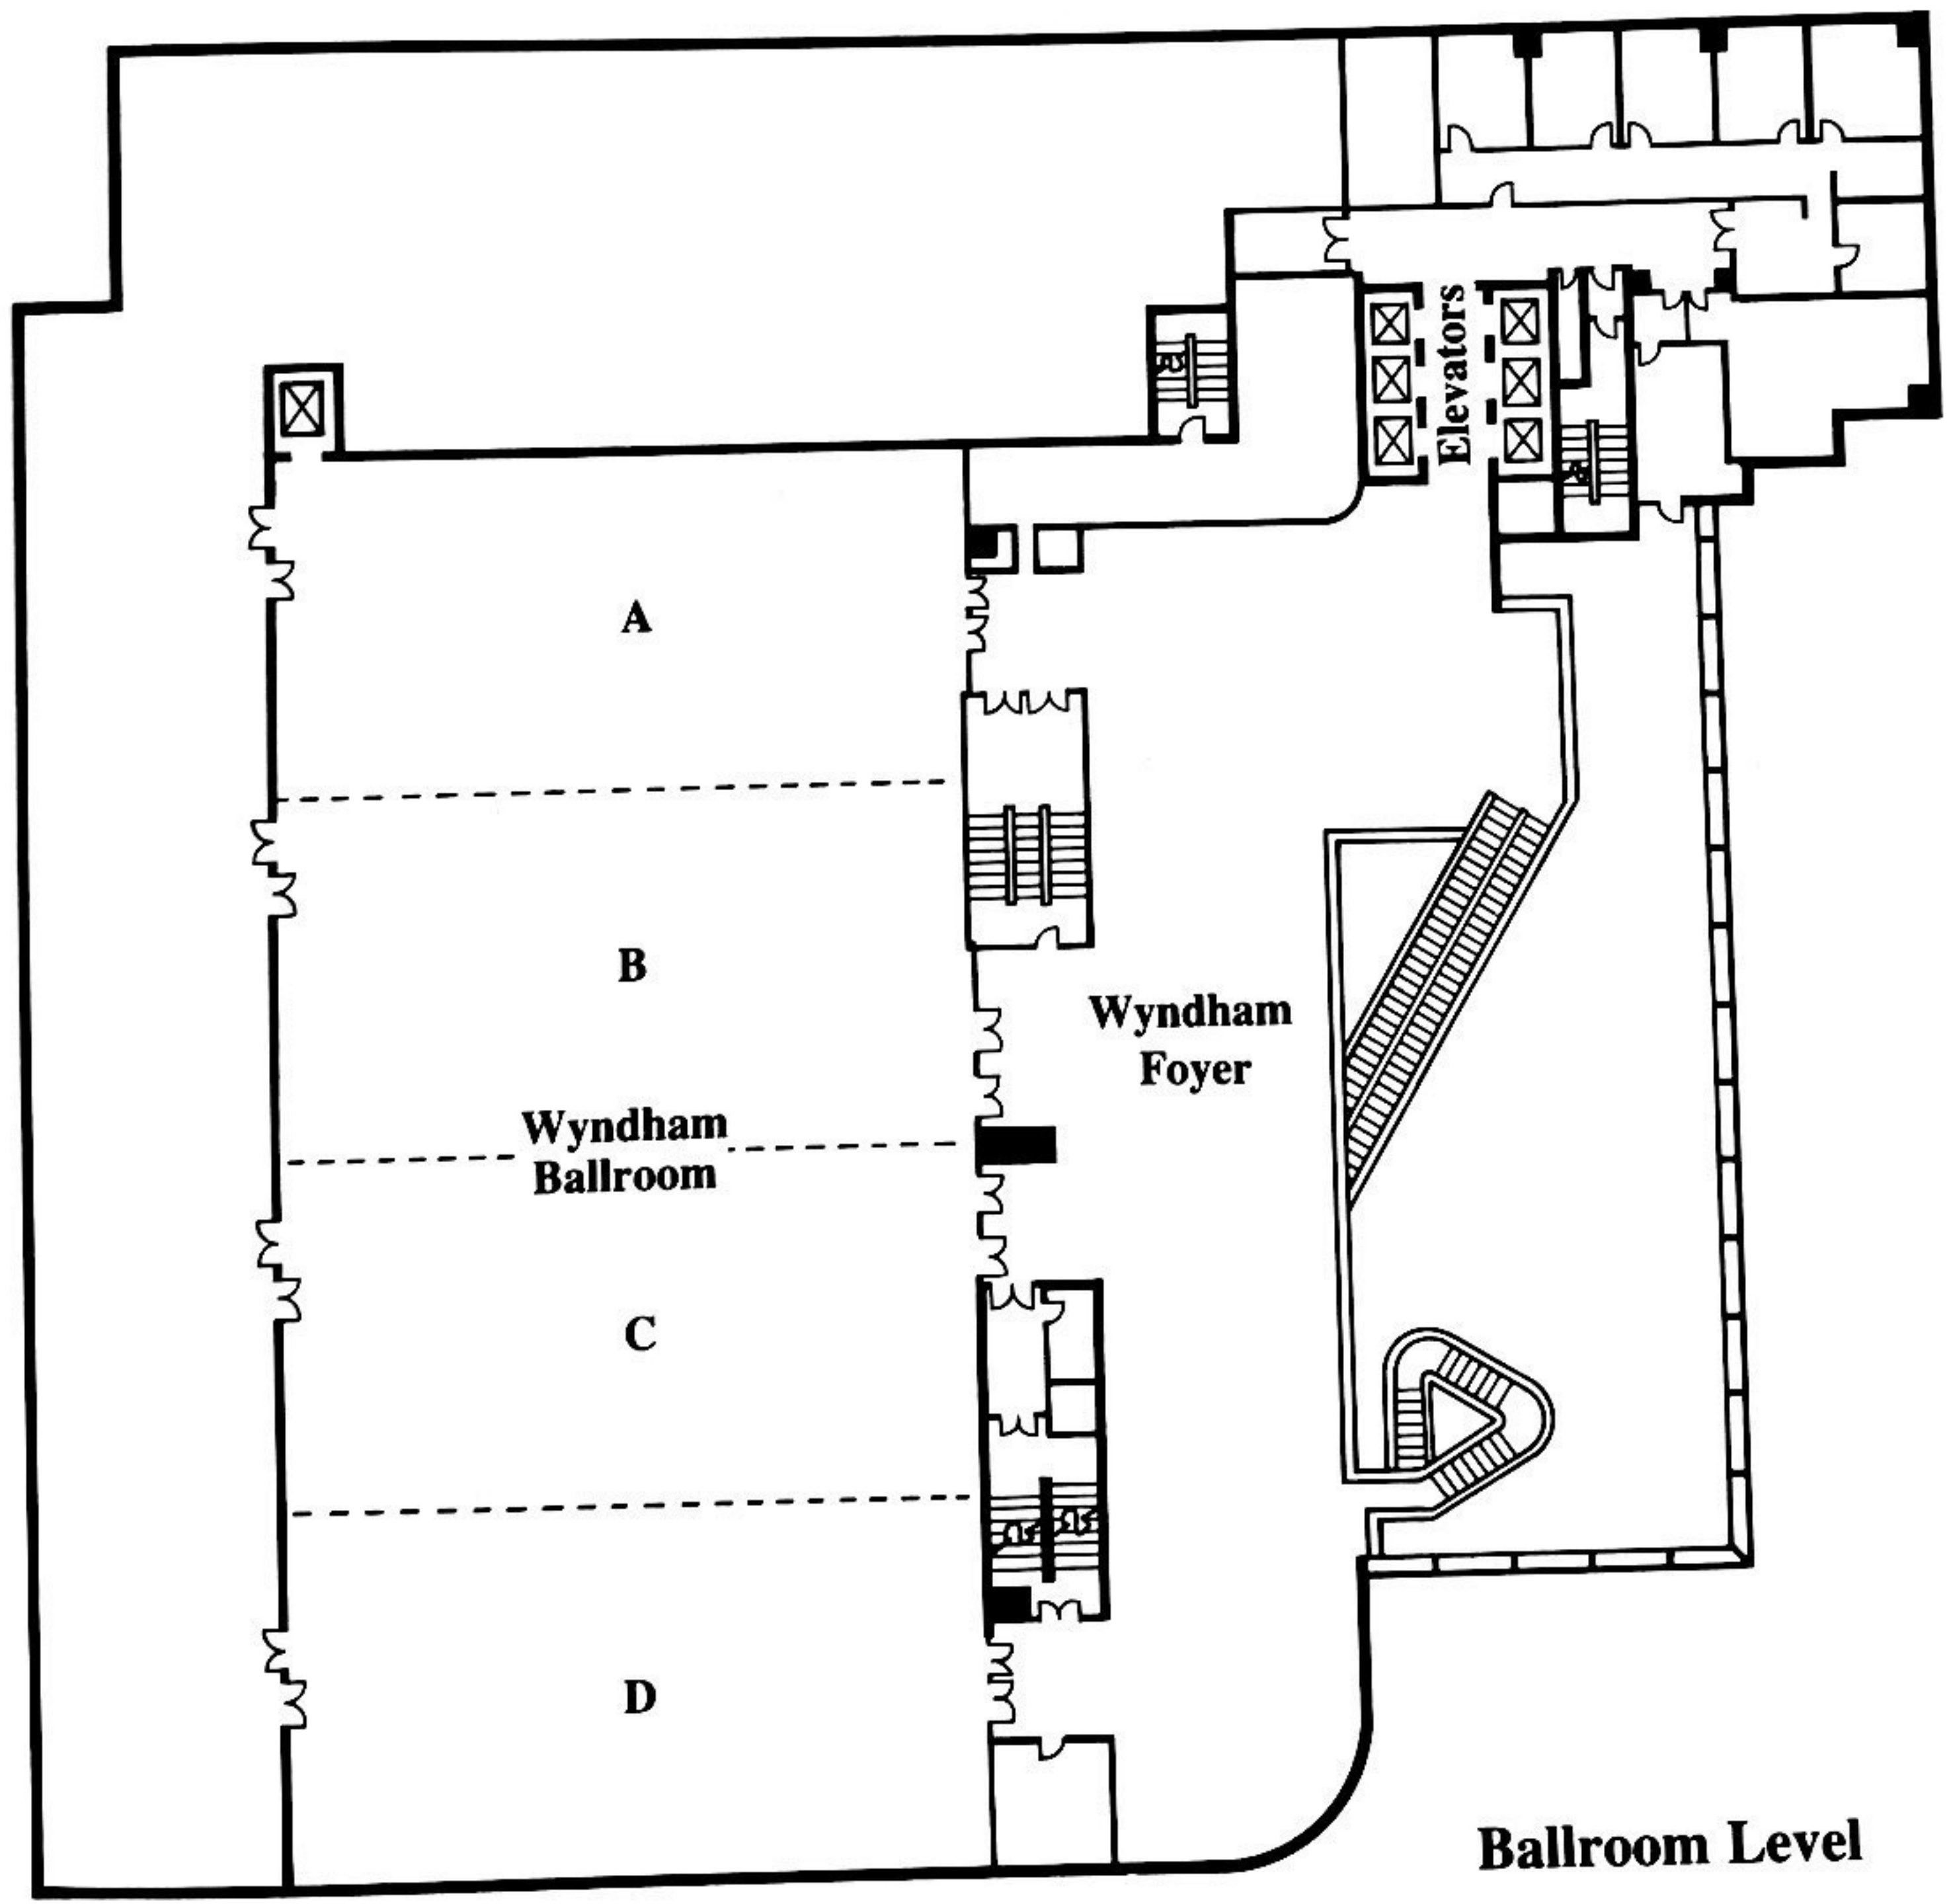 Elevators
A
B
Wyndham
Foyer
Wyndham
Ballroom
C
D
Ballroom Level